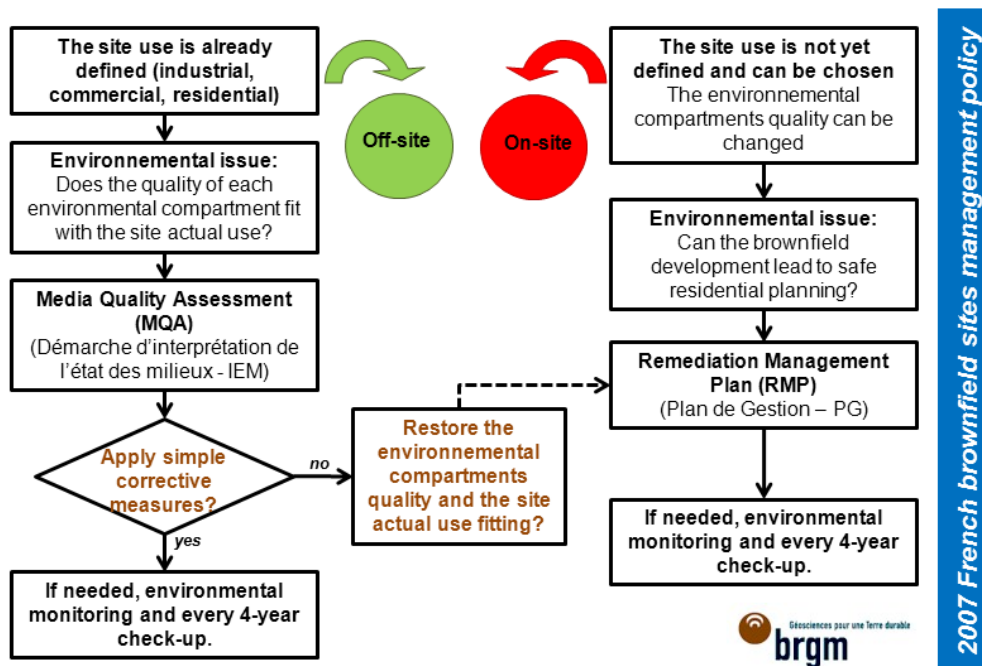 The site use is already
defined (industrial,
commercial, residential)
Environnemental issue:
Does the quality of each
environmental compartment fit
with the site actual use?
Media Quality Assessment
(MQA)
(Démarche d'interprétation de
l'état des milieux - IEM)
Apply simple
corrective
measures?
no
yes
If needed, environmental
monitoring and every 4-year
check-up.
Restore the
environnemental
compartments
quality and the site
actual use fitting?
Off-site
On-site
The site use is not yet
defined and can be chosen
The environnemental
compartments quality can be
changed
Environnemental issue:
Can the brownfield
development lead to safe
residential planning?
Remediation Management
Plan (RMP)
(Plan de Gestion – PG)
If needed, environmental
monitoring and every 4-year
check-up.
Géosciences pour une Terre durable
brgm
2007 French brownfield sites management policy